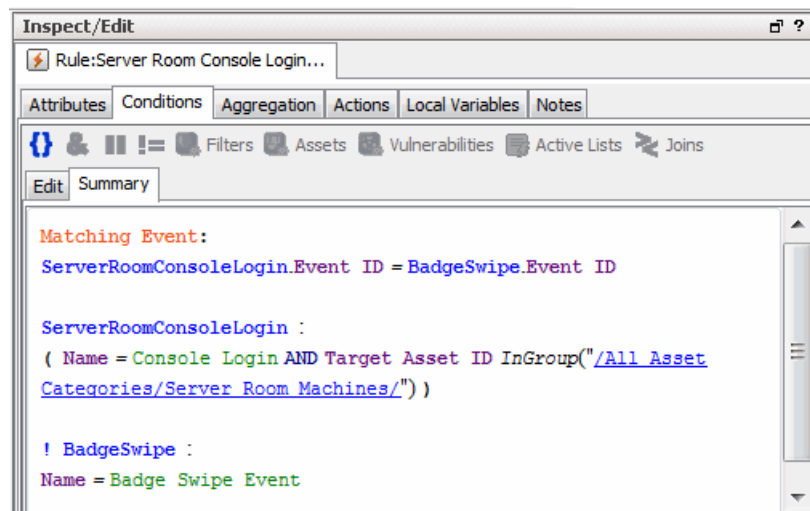 Inspect/Edit ?
Rule:Server Room Console Login...
Attributes Conditions Aggregation Actions Local Variables Notes
{} & != Filters Assets Vulnerabilities Active Lists Joins
Edit Summary
Matching Event:
ServerRoomConsoleLogin.Event ID = BadgeSwipe.Event ID
ServerRoomConsoleLogin :
( Name = Console Login AND Target Asset ID InGroup("/All Asset
Categories/Server Room Machines/") )
! BadgeSwipe :
Name = Badge Swipe Event